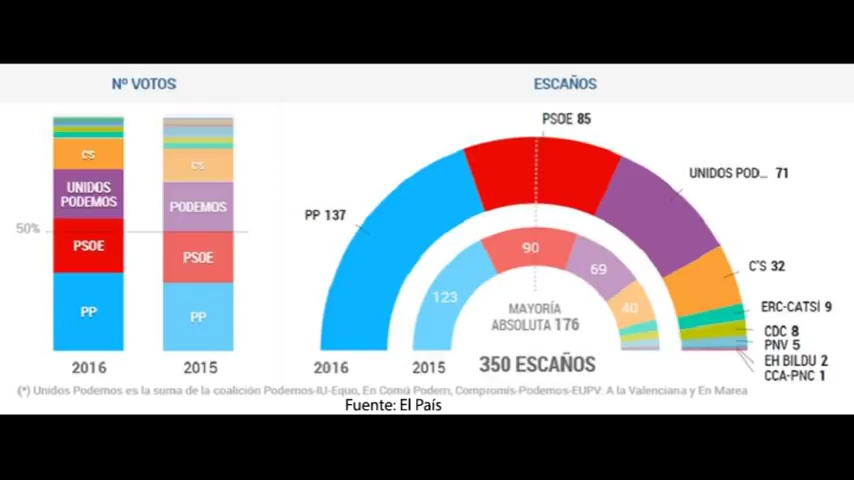 Nº VOTOS
ESCAÑOS
C's
UNIDOS
PODEMOS
50%
PSOE
PP
2016
C's
PODEMOS
PSOE
PP
2015
PSOE 85
UNIDOS POD... 71
PP 137
C's 32
ERC-CATSÍ 9
CDC 8
PNV 5
EH BILDU 2
CCA-PNC 1
90
69
123
40
MAYORÍA
ABSOLUTA 176
2016
2015
350 ESCAÑOS
(*) Unidos Podemos es la suma de la coalición Podemos-IU-Equo, En Comú Podem, Compromís-Podemos-EUPV: A la Valenciana y En Marea
Fuente: El País